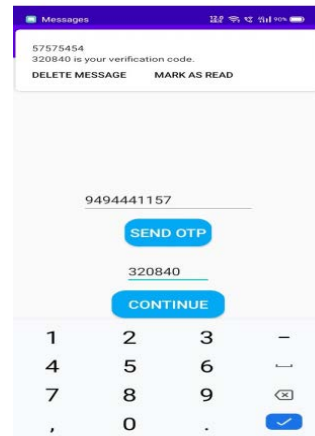 Messages
90%
57575454
320840 is your verification code.
DELETE MESSAGE MARK AS READ
9494441157
SEND OTP
320840
CONTINUE
1 2 3 -
4 5 6
7 8 9
, 0 .